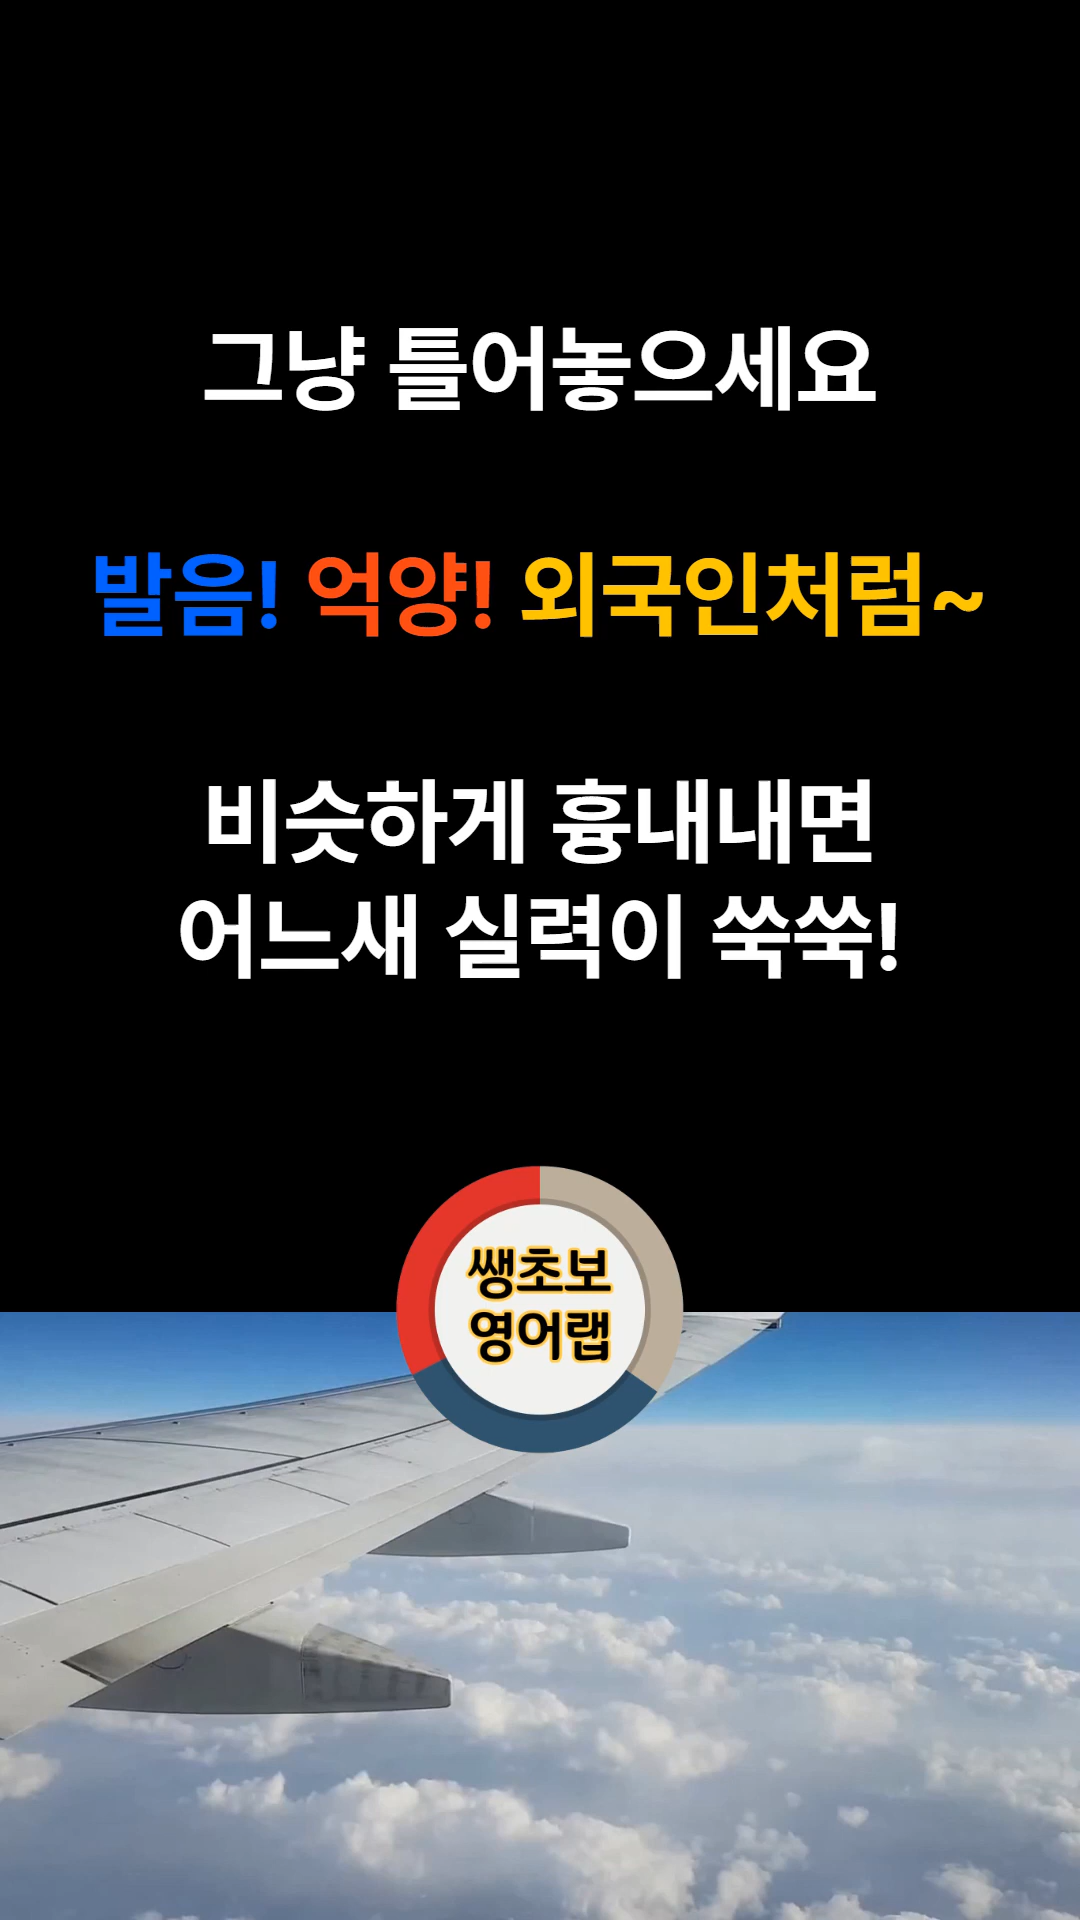 그냥 틀어놓으세요
발음! 억양! 외국인처럼~
비슷하게 흉내내면
어느새 실력이 쑥쑥!
쌩초보
영어랩